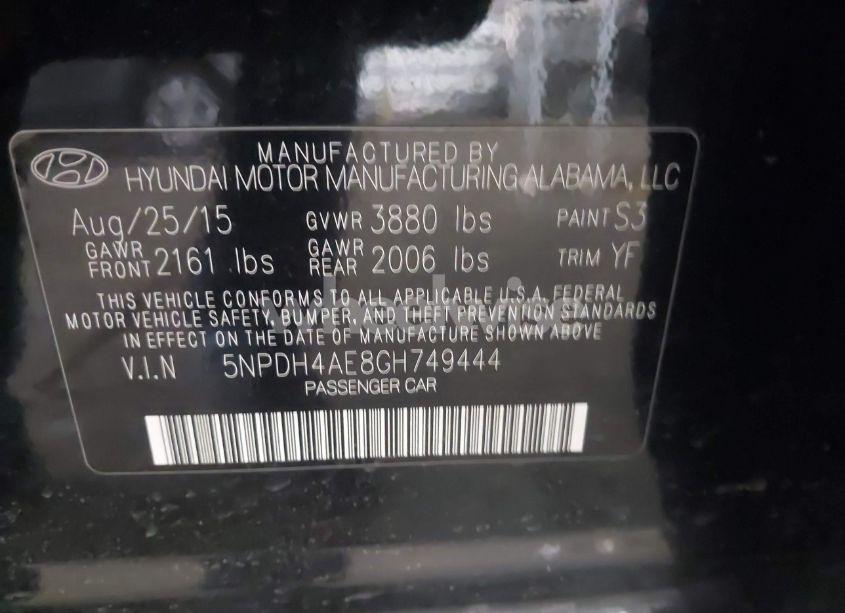 MANUFACTURED BY
HYUNDAI MOTOR MANUFACTURING ALABAMA, LLC
Aug/25/15 GVWR 3880 lbs PAINT S3
GAWR FRONT 2161 lbs GAWR REAR 2006 lbs TRIM YF
THIS VEHICLE CONFORMS TO ALL APPLICABLE U.S.A. FEDERAL
MOTOR VEHICLE SAFETY, BUMPER, AND THEFT PREVENTION STANDARDS
IN EFFECT ON THE DATE OF MANUFACTURE SHOWN ABOVE
V.I.N 5NPDH4AE8GH749444
PASSENGER CAR